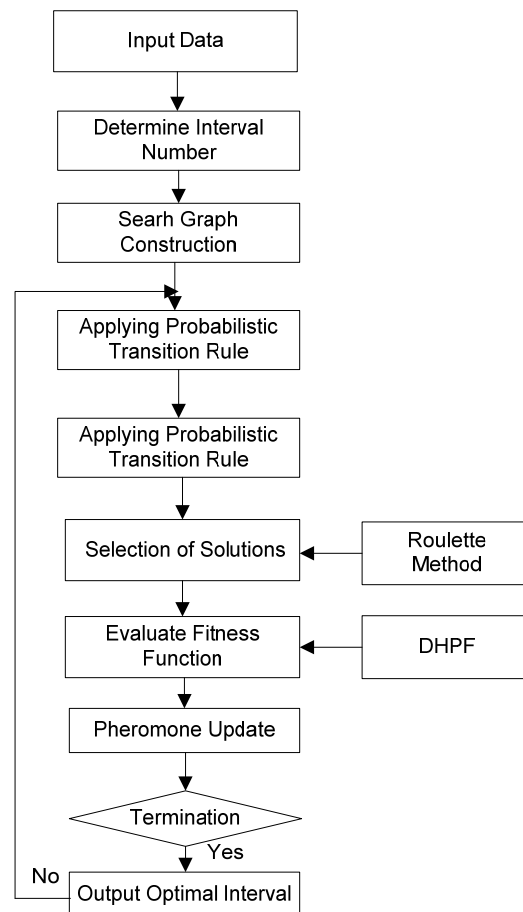 Input Data
Determine Interval
Number
Searh Graph
Construction
Applying Probabilistic
Transition Rule
Applying Probabilistic
Transition Rule
Selection of Solutions
Roulette
Method
Evaluate Fitness
Function
DHPF
Pheromone Update
Termination
Yes
No
Output Optimal Interval